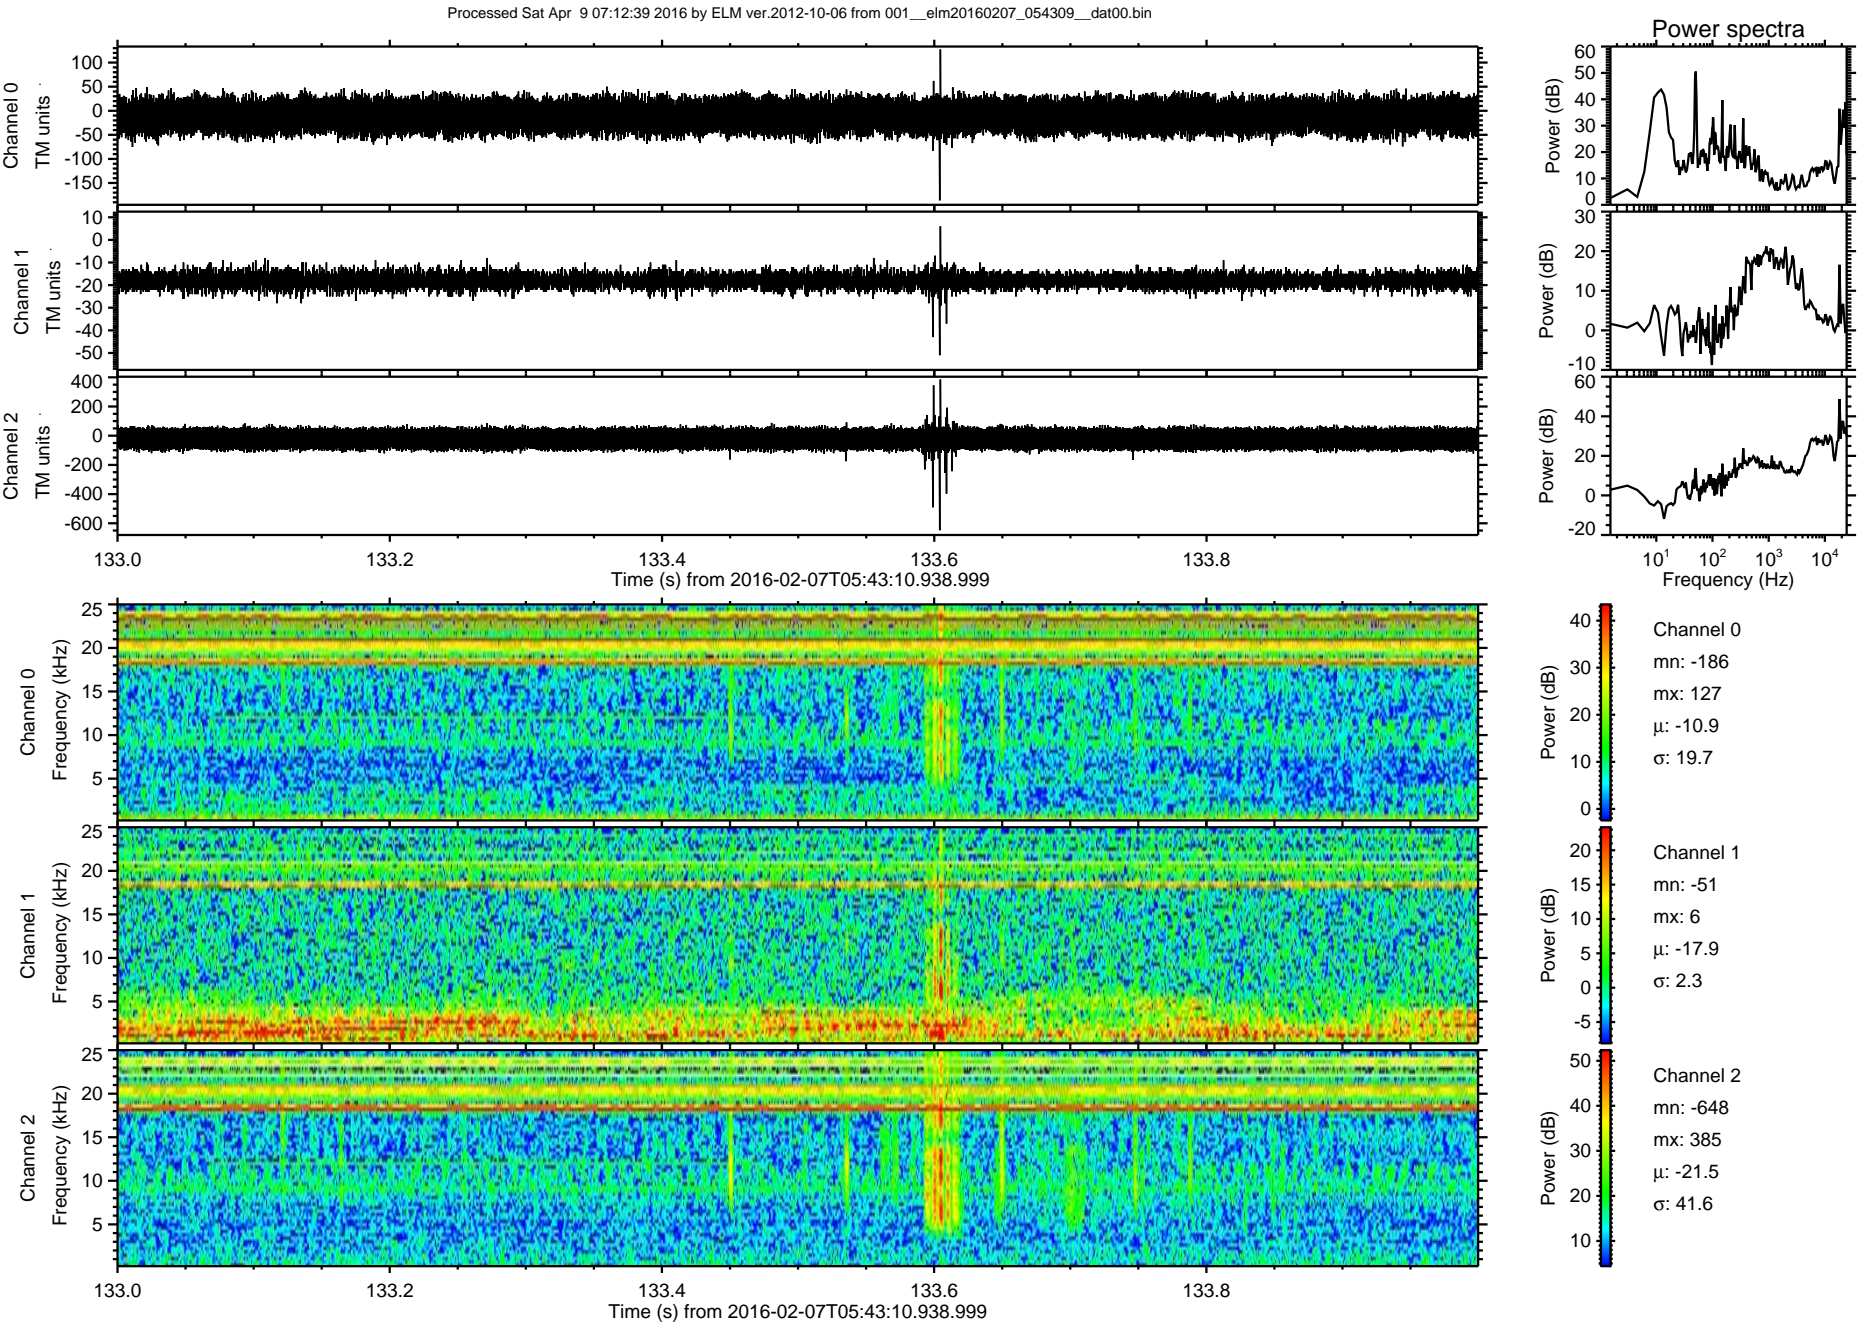 Processed Sat Apr  9 07:12:39 2016 by ELM ver.2012-10-06 from 001__elm20160207_054309__dat00.bin
Power spectra
Channel 0
TM units
100
50
0
-50
-100
-150
Power (dB)
60
50
40
30
20
10
0
Channel 1
TM units
10
0
-10
-20
-30
-40
-50
Power (dB)
30
20
10
0
-10
Channel 2
TM units
400
200
0
-200
-400
-600
Power (dB)
60
40
20
0
-20
133.0 133.2 133.4 133.6 133.8
Time (s) from 2016-02-07T05:43:10.938.999
10^1 10^2 10^3 10^4
Frequency (Hz)
Channel 0
Frequency (kHz)
25
20
15
10
5
Power (dB)
40
30
20
10
0
Channel 0
mn: -186
mx: 127
μ: -10.9
σ: 19.7
Channel 1
Frequency (kHz)
25
20
15
10
5
Power (dB)
20
15
10
5
0
-5
Channel 1
mn: -51
mx: 6
μ: -17.9
σ: 2.3
Channel 2
Frequency (kHz)
25
20
15
10
5
Power (dB)
50
40
30
20
10
Channel 2
mn: -648
mx: 385
μ: -21.5
σ: 41.6
133.0 133.2 133.4 133.6 133.8
Time (s) from 2016-02-07T05:43:10.938.999